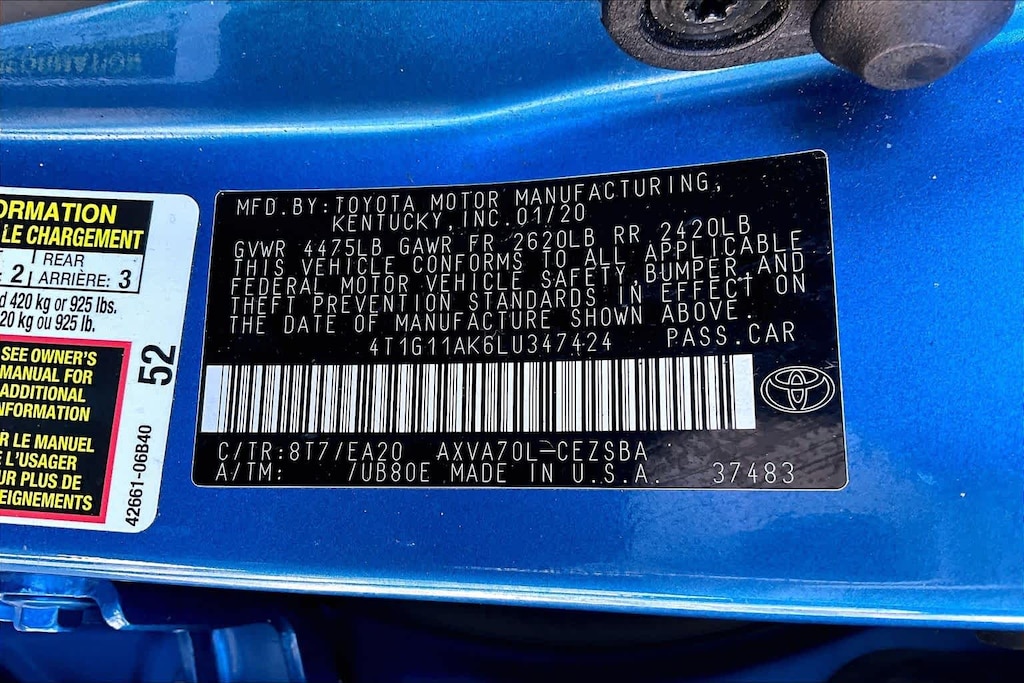 ORMATION
LE CHARGEMENT
REAR
2 ARRIÈRE: 3
d 420 kg or 925 lbs.
20 kg ou 925 lb.
SEE OWNER'S
MANUAL FOR
ADDITIONAL
NFORMATION
R LE MANUEL
E L'USAGER
UR PLUS DE
EIGNEMENTS
52
42661-06B40
MFD.BY:TOYOTA MOTOR MANUFACTURING,
KENTUCKY,INC.01/20
GVWR 4475LB GAWR FR 2620LB RR 2420LB
THIS VEHICLE CONFORMS TO ALL APPLICABLE
FEDERAL MOTOR VEHICLE SAFETY,BUMPER,AND
THEFT PREVENTION STANDARDS IN EFFECT ON
THE DATE OF MANUFACTURE SHOWN ABOVE.
4T1G11AK6LU347424 PASS.CAR
C/TR:8T7/EA20 AXVA70L-CEZSBA
A/TM: /UB80E MADE IN U.S.A. 37483